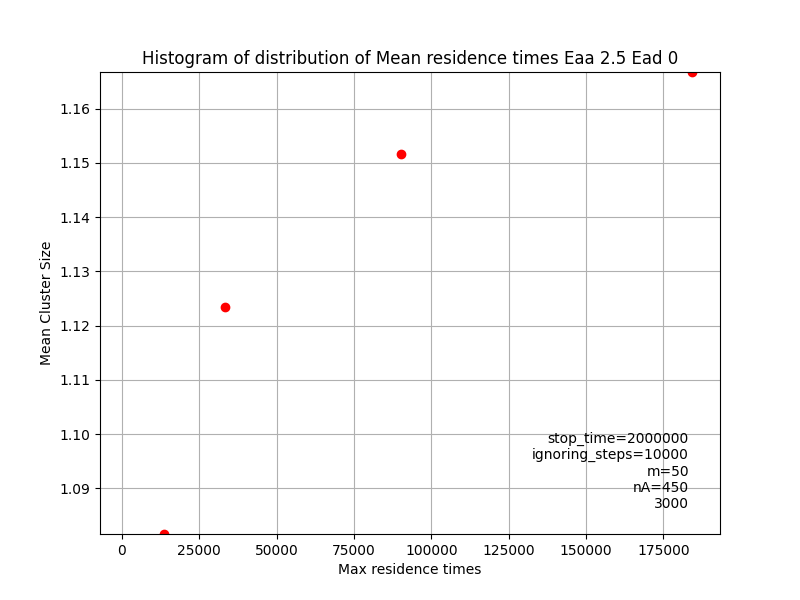 Histogram of distribution of Mean residence times Eaa 2.5 Ead 0
1.16
1.15
1.14
1.13
1.12
1.11
1.10
1.09
Mean Cluster Size
stop_time=2000000
ignoring_steps=10000
m=50
nA=450
3000
0 25000 50000 75000 100000 125000 150000 175000
Max residence times